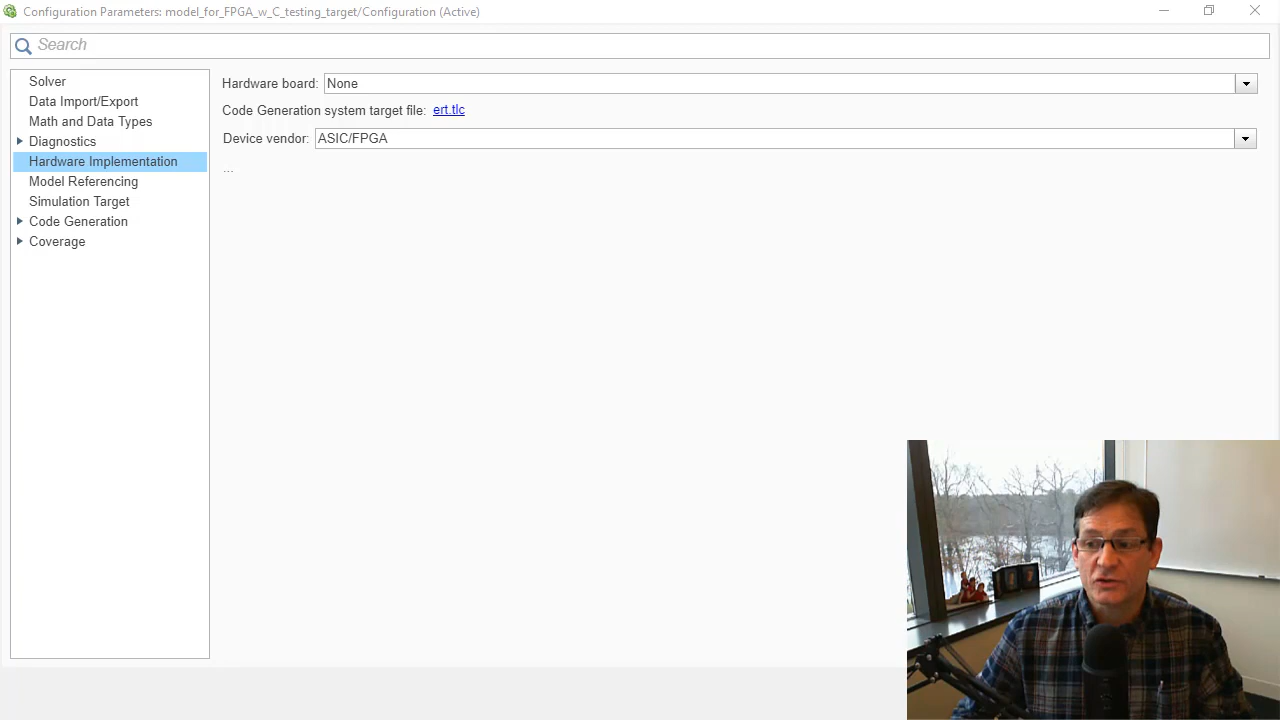 Configuration Parameters: model_for_FPGA_w_C_testing_target/Configuration (Active)
Search
Solver
Data Import/Export
Math and Data Types
Diagnostics
Hardware Implementation
Model Referencing
Simulation Target
Code Generation
Coverage
Hardware board: None
Code Generation system target file: ert.tlc
Device vendor: ASIC/FPGA
...